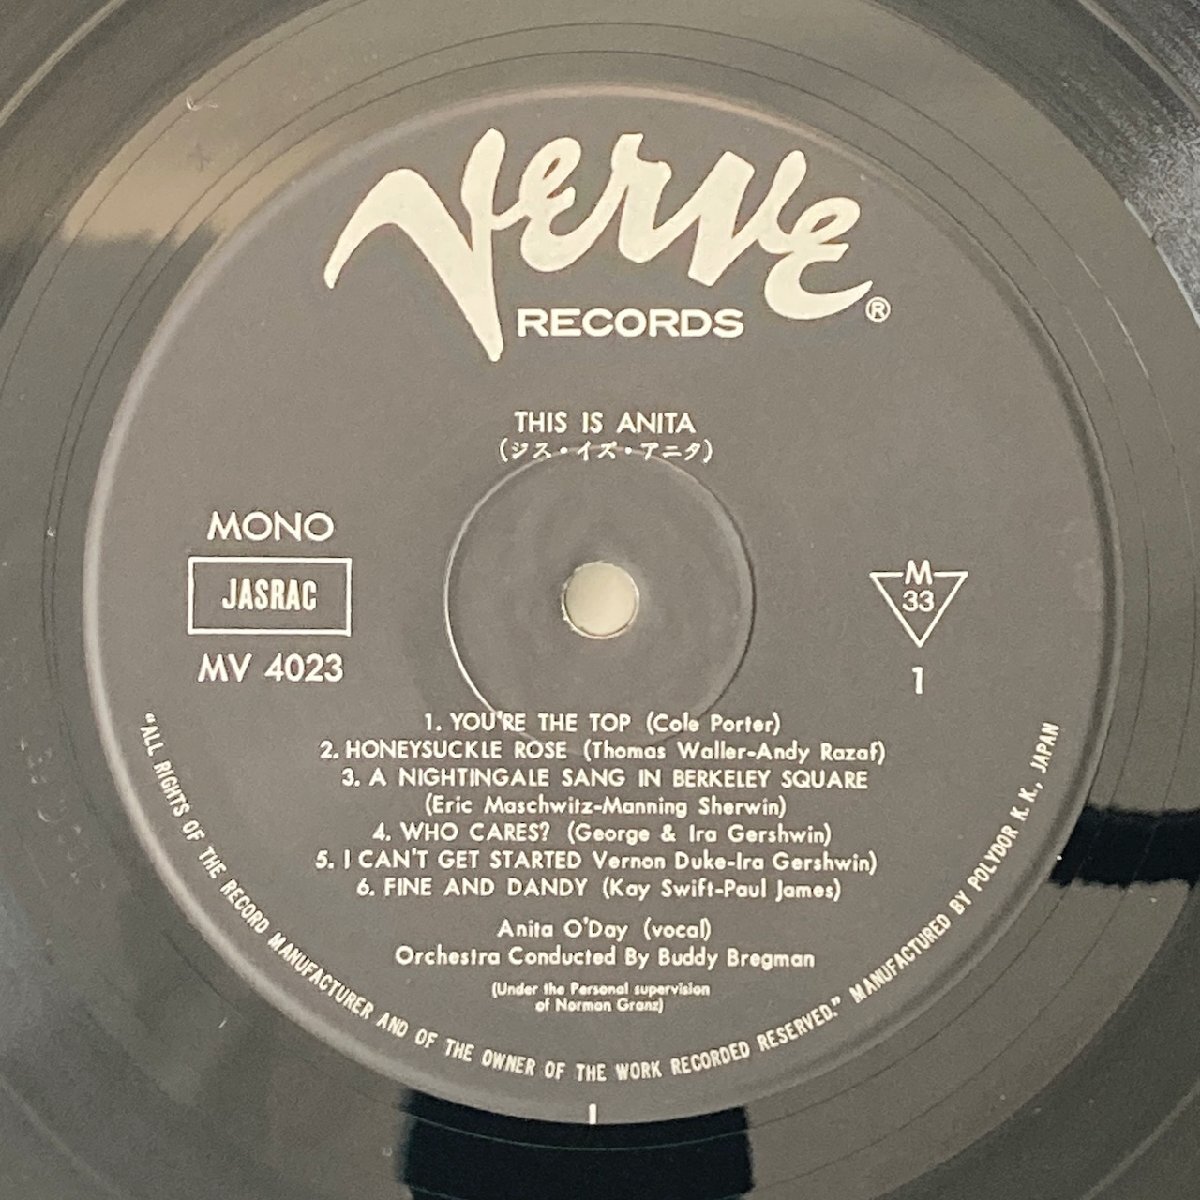 Verve
RECORDS®
THIS IS ANITA
(ジス・イズ・アニタ)
MONO
JASRAC
MV 4023
M
33
1
1. YOU'RE THE TOP (Cole Porter)
2. HONEYSUCKLE ROSE (Thomas Waller-Andy Razaf)
3. A NIGHTINGALE SANG IN BERKELEY SQUARE
(Eric Maschwitz-Manning Sherwin)
4. WHO CARES? (George & Ira Gershwin)
5. I CAN'T GET STARTED Vernon Duke-Ira Gershwin)
6. FINE AND DANDY (Kay Swift-Paul James)
Anita O'Day (vocal)
Orchestra Conducted By Buddy Bregman
(Under the Personal supervision
of Norman Granz)
"ALL RIGHTS OF THE RECORD MANUFACTURER AND OF THE OWNER OF THE WORK RECORDED RESERVED." MANUFACTURED BY POLYDOR K. K., JAPAN